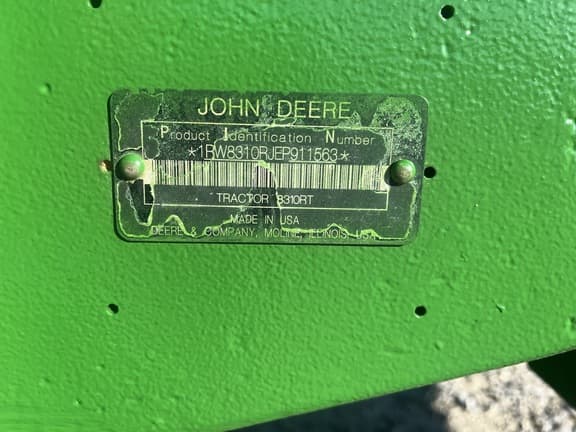 JOHN DEERE
Product Identification Number
*1RW8310RJEP911563*
TRACTOR 8310RT
MADE IN USA
DEERE & COMPANY, MOLINE, ILLINOIS, USA